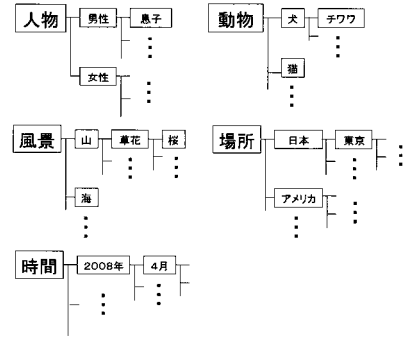 人物 男性 息子
女性
動物 犬 チワワ
猫
風景 山 草花 桜
海
場所 日本 東京
アメリカ
時間 2008年 4月